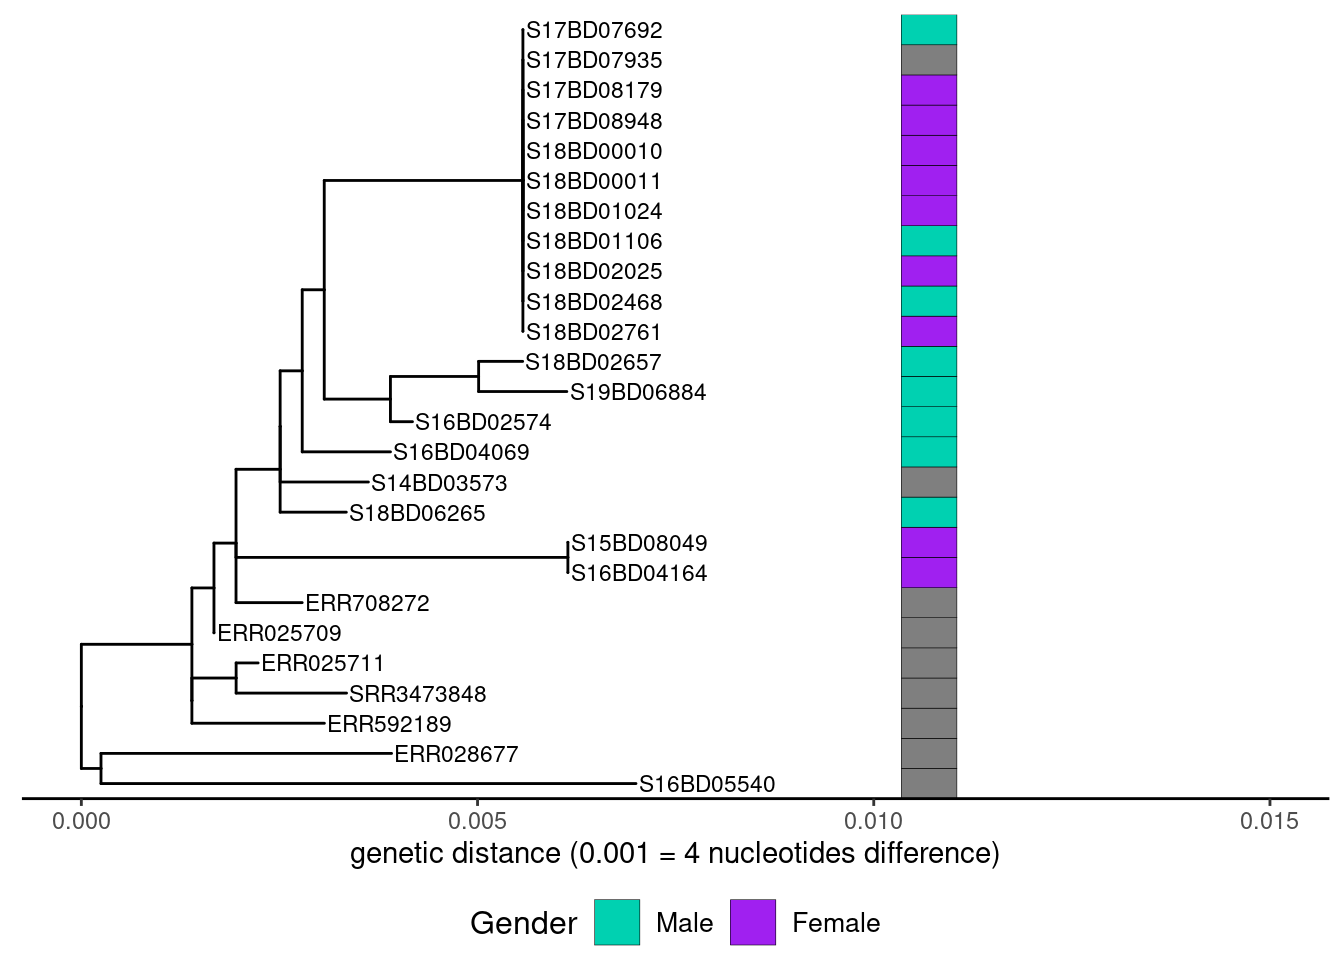 S17BD07692
S17BD07935
S17BD08179
S17BD08948
S18BD00010
S18BD00011
S18BD01024
S18BD01106
S18BD02025
S18BD02468
S18BD02761
S18BD02657
S19BD06884
S16BD02574
S16BD04069
S14BD03573
S18BD06265
S15BD08049
S16BD04164
ERR708272
ERR025709
ERR025711
SRR3473848
ERR592189
ERR028677
S16BD05540
0.000 0.005 0.010 0.015
genetic distance (0.001 = 4 nucleotides difference)
Gender Male Female